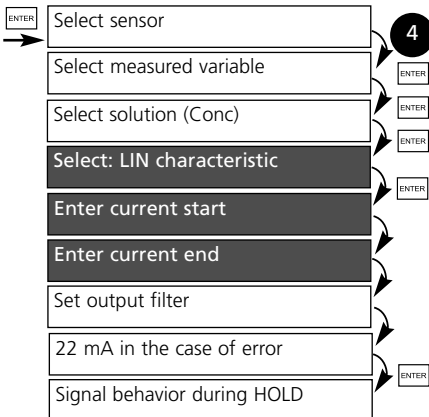 ENTER
Select sensor
4
Select measured variable
ENTER
Select solution (Conc)
ENTER
ENTER
Select: LIN characteristic
ENTER
Enter current start
Enter current end
Set output filter
22 mA in the case of error
ENTER
Signal behavior during HOLD